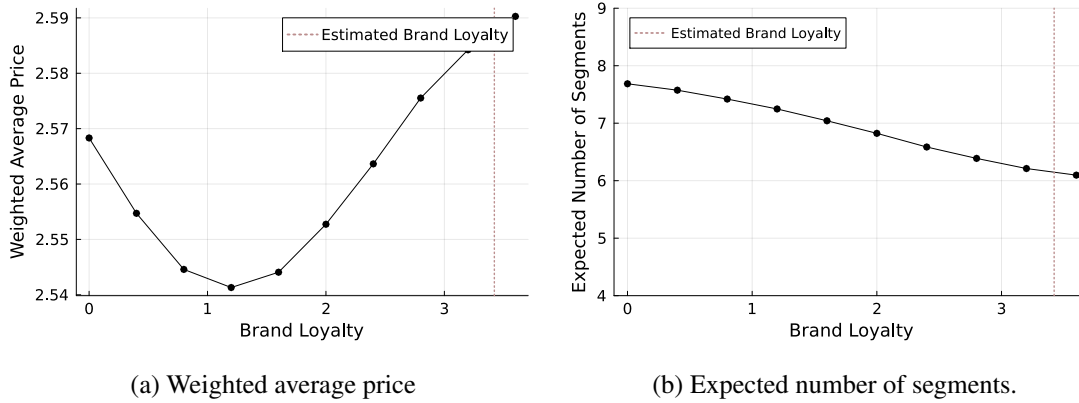 2.59
2.58
2.57
2.56
2.55
2.54
Weighted Average Price
Estimated Brand Loyalty
0 1 2 3
Brand Loyalty
(a) Weighted average price
9
8
7
6
5
4
Expected Number of Segments
Estimated Brand Loyalty
0 1 2 3
Brand Loyalty
(b) Expected number of segments.